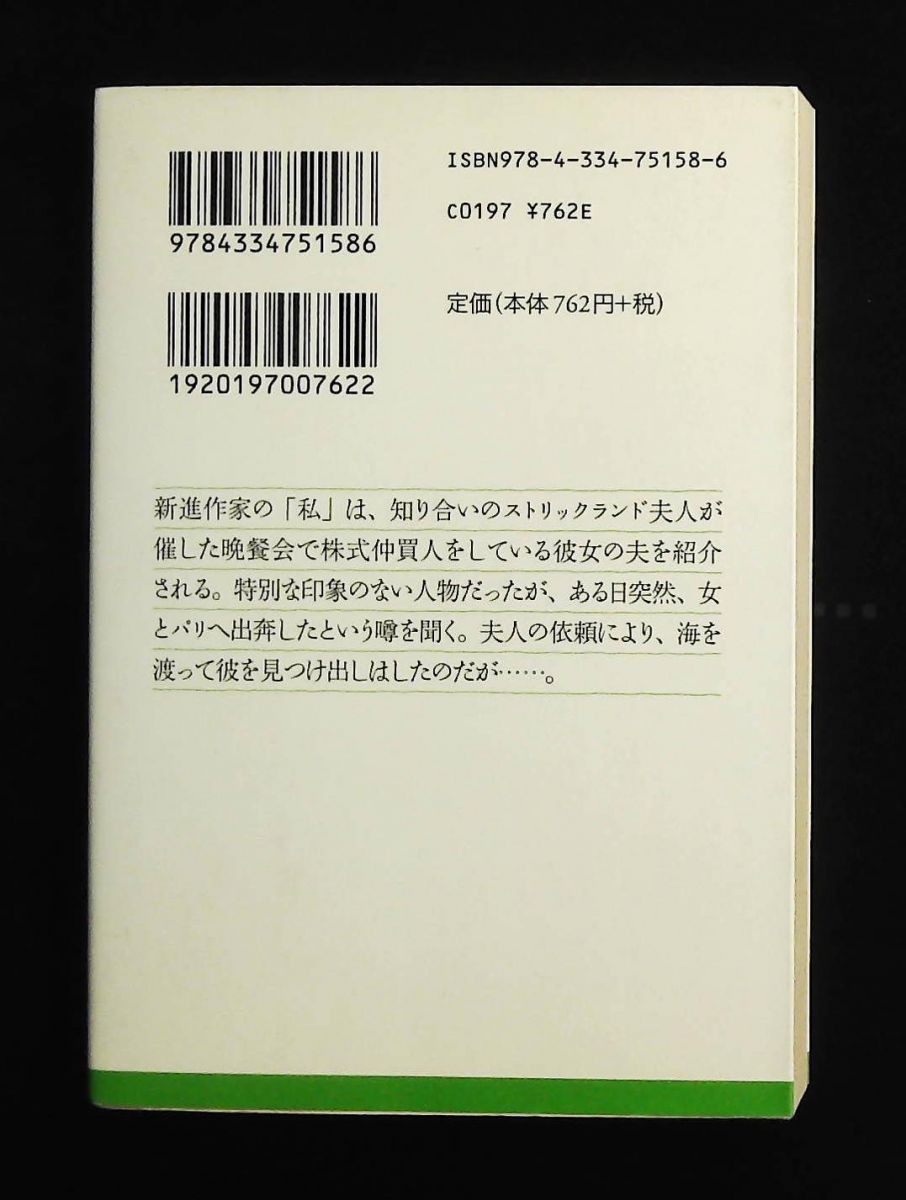 ISBN978-4-334-75158-6
9784334751586
C0197 ¥762E
定価(本体762円+税)
1920197007622
新進作家の「私」は、知り合いのストリックランド夫人が
催した晩餐会で株式仲買人をしている彼女の夫を紹介
される。特別な印象のない人物だったが、ある日突然、女
とパリへ出奔したという噂を聞く。夫人の依頼により、海を
渡って彼を見つけ出しはしたのだが……。